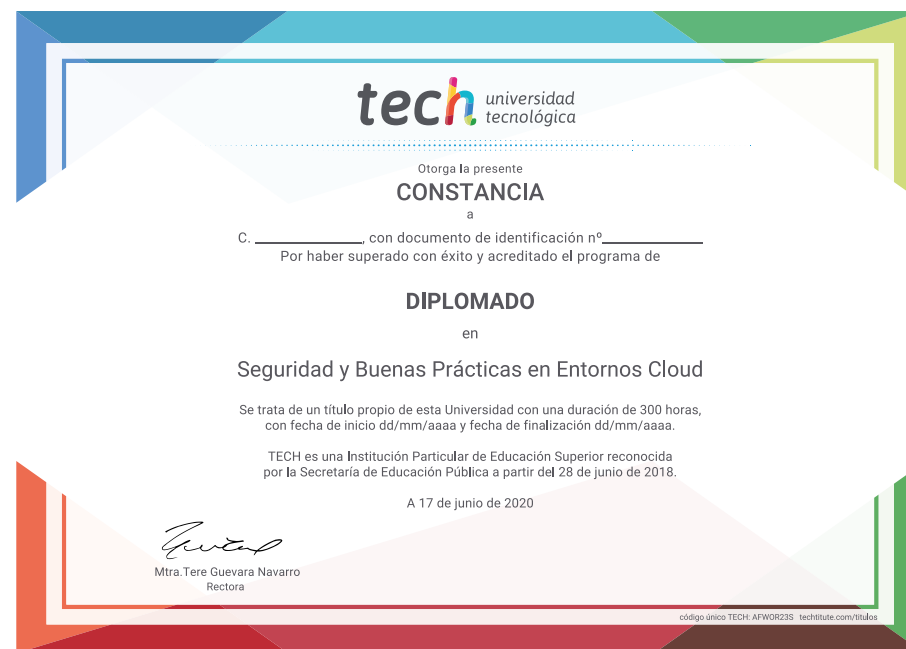 tech universidad
tecnológica
Otorga la presente
CONSTANCIA
a
C. ______________, con documento de identificación nº_____________
Por haber superado con éxito y acreditado el programa de
DIPLOMADO
en
Seguridad y Buenas Prácticas en Entornos Cloud
Se trata de un título propio de esta Universidad con una duración de 300 horas,
con fecha de inicio dd/mm/aaaa y fecha de finalización dd/mm/aaaa.
TECH es una Institución Particular de Educación Superior reconocida
por la Secretaría de Educación Pública a partir del 28 de junio de 2018.
A 17 de junio de 2020
Mtra.Tere Guevara Navarro
Rectora
código único TECH: AFWOR23S techtitute.com/titulos